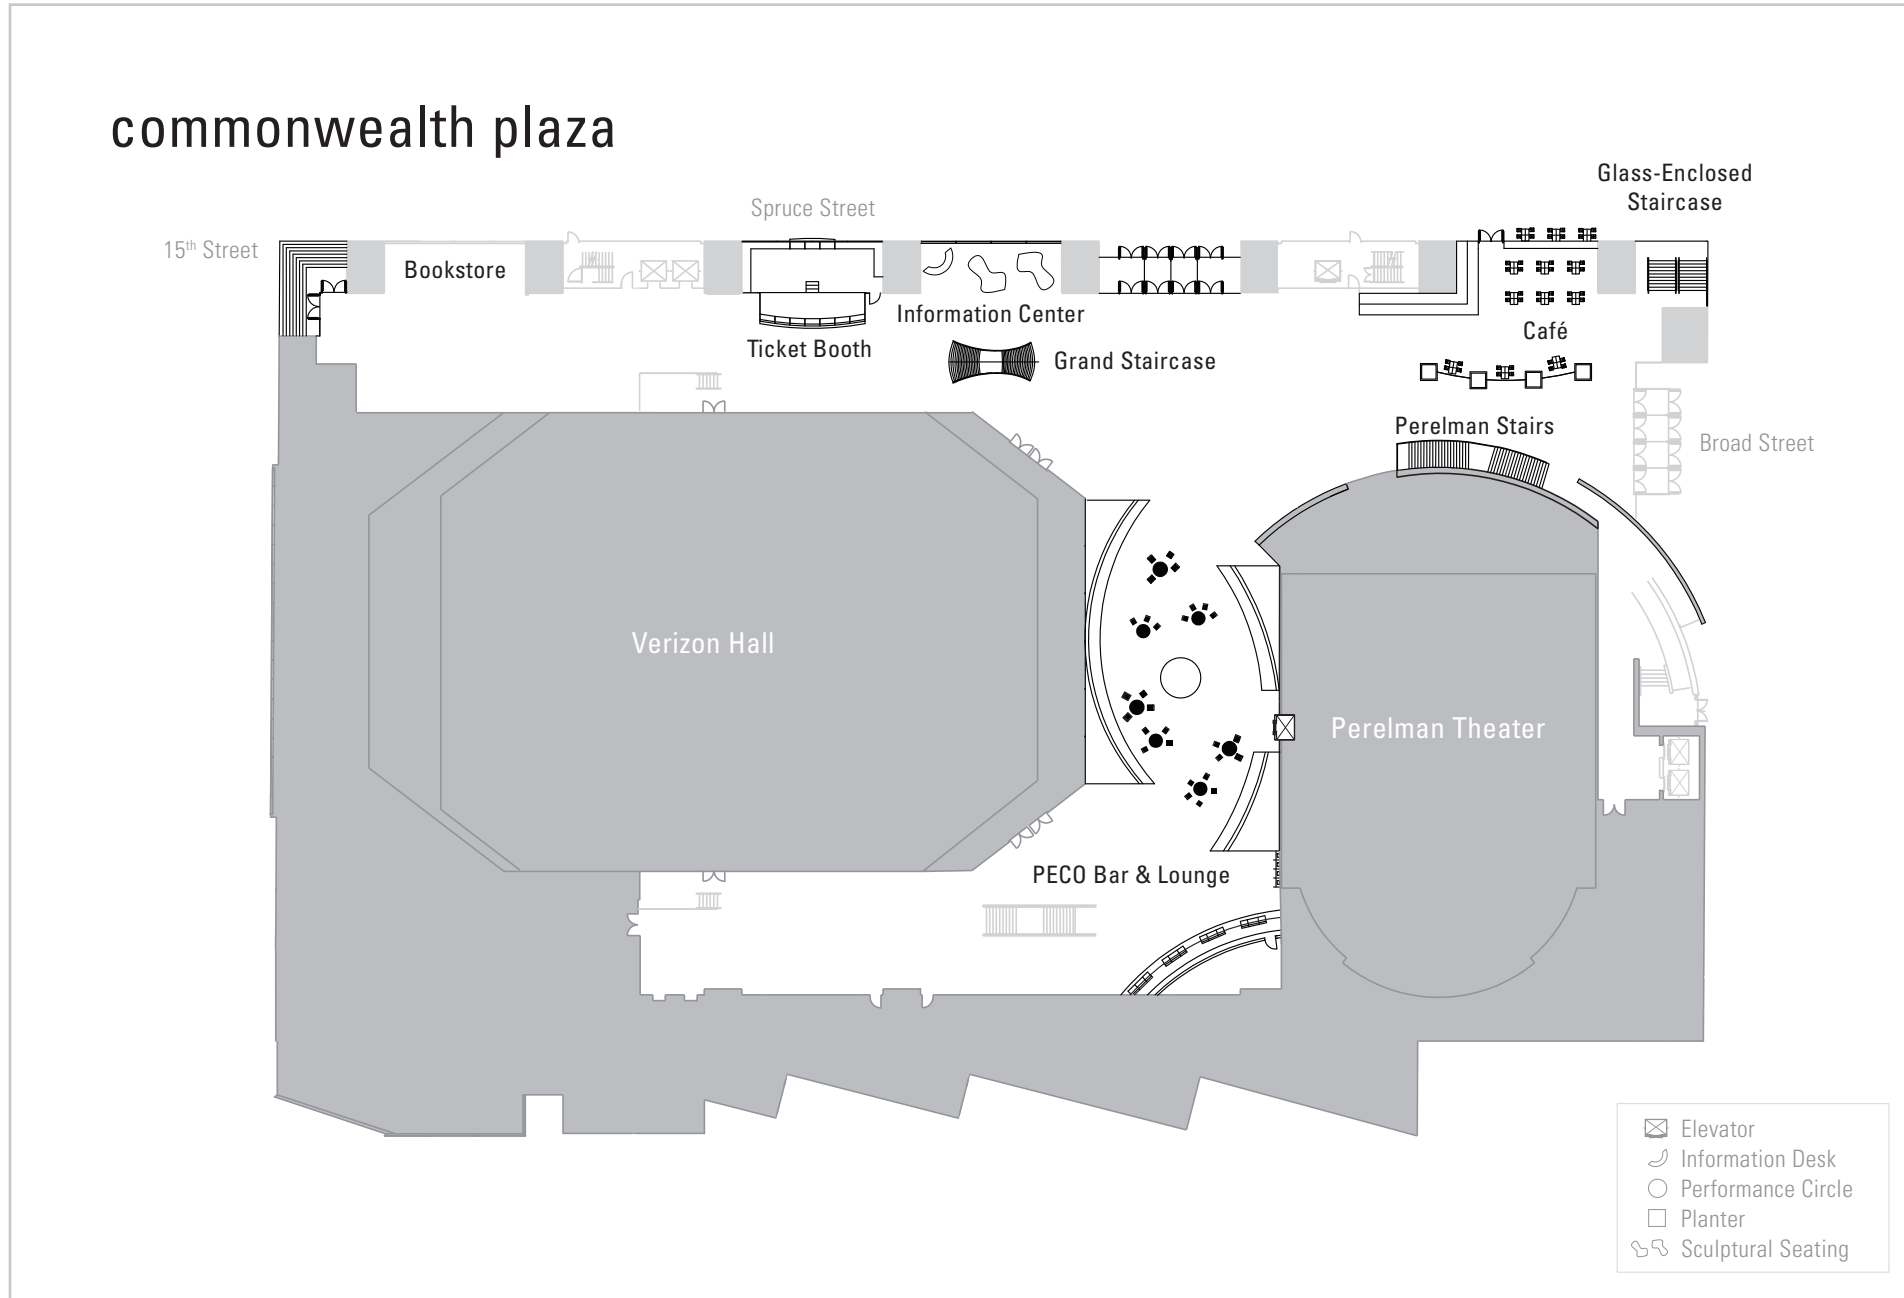 commonwealth plaza
Glass-Enclosed
Staircase
Spruce Street
15th Street
Bookstore
Information Center
Ticket Booth
Grand Staircase
Café
Perelman Stairs
Broad Street
Verizon Hall
Perelman Theater
PECO Bar & Lounge
Elevator
Information Desk
Performance Circle
Planter
Sculptural Seating